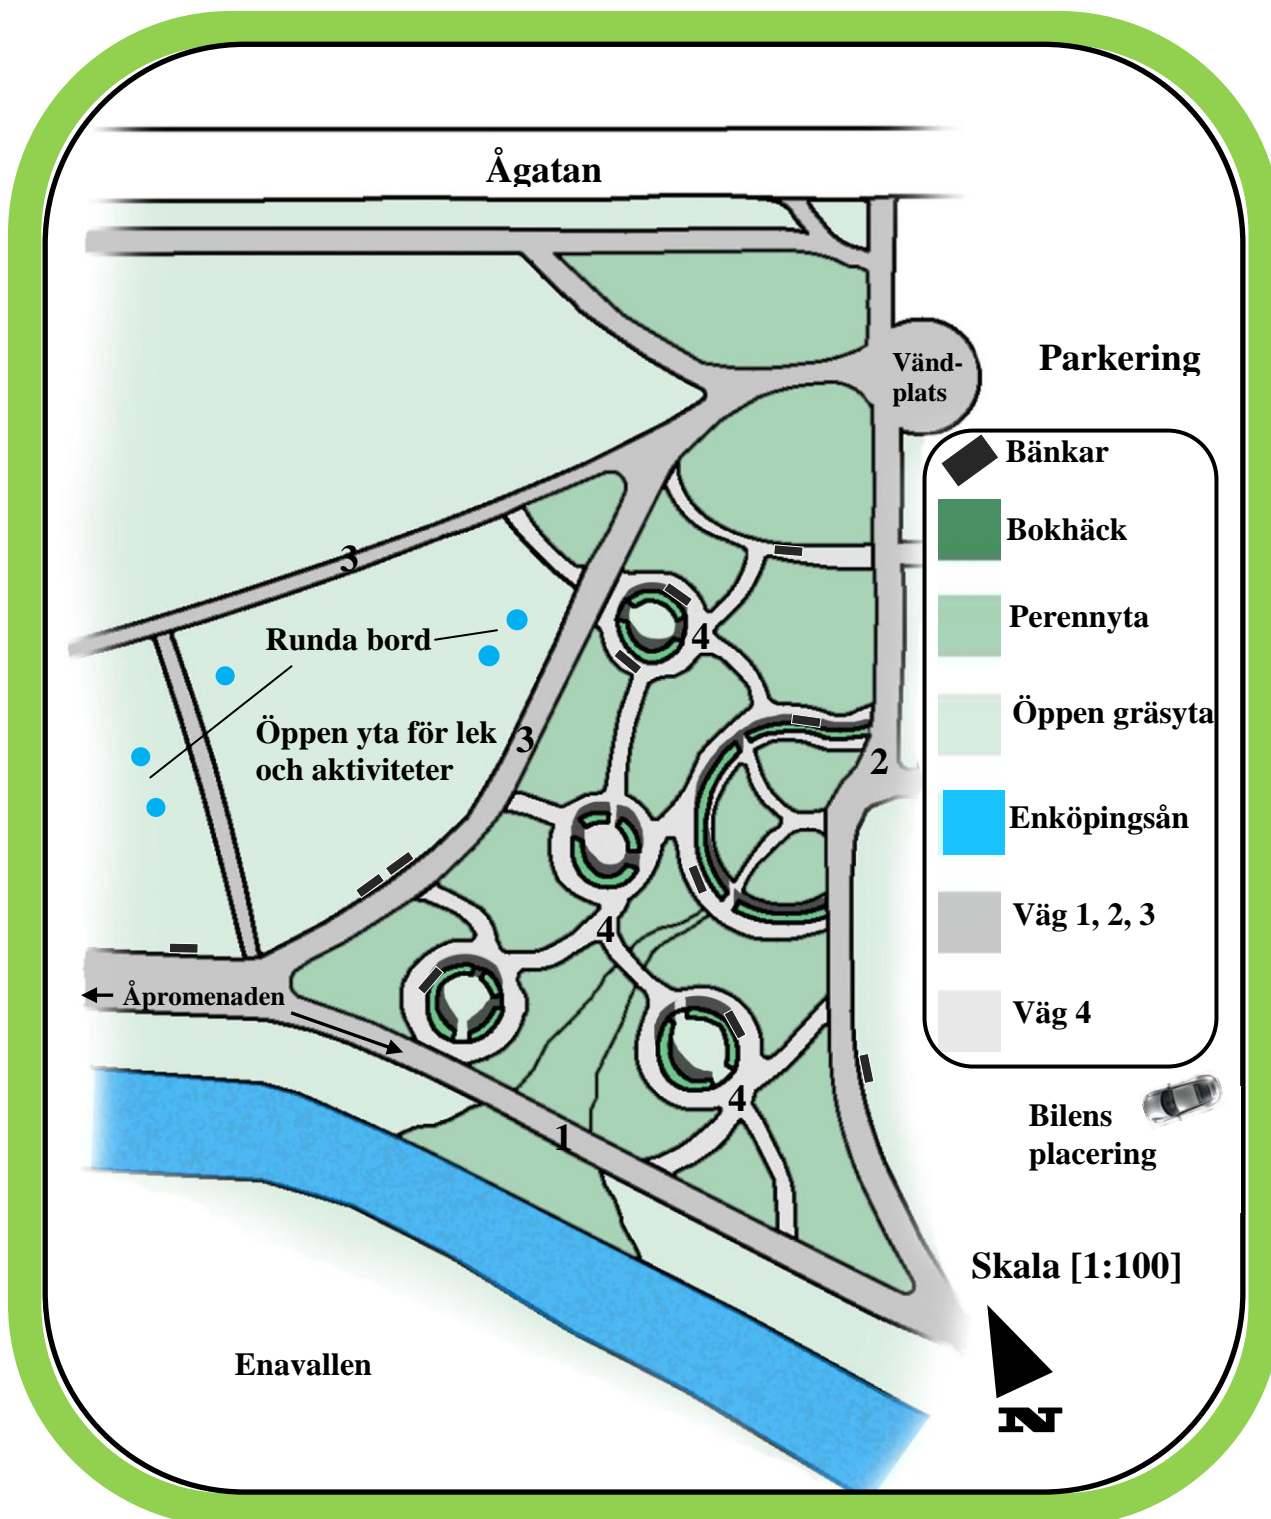 Ågatan
Vänd-
plats
Parkering
Bänkar
Bokhäck
Perennyta
Öppen gräsyta
Enköpingsån
Väg 1, 2, 3
Väg 4
3
Runda bord
4
Öppen yta för lek
och aktiviteter
3
2
4
Åpromenaden
4
1
Bilens
placering
Skala [1:100]
Enavallen
N